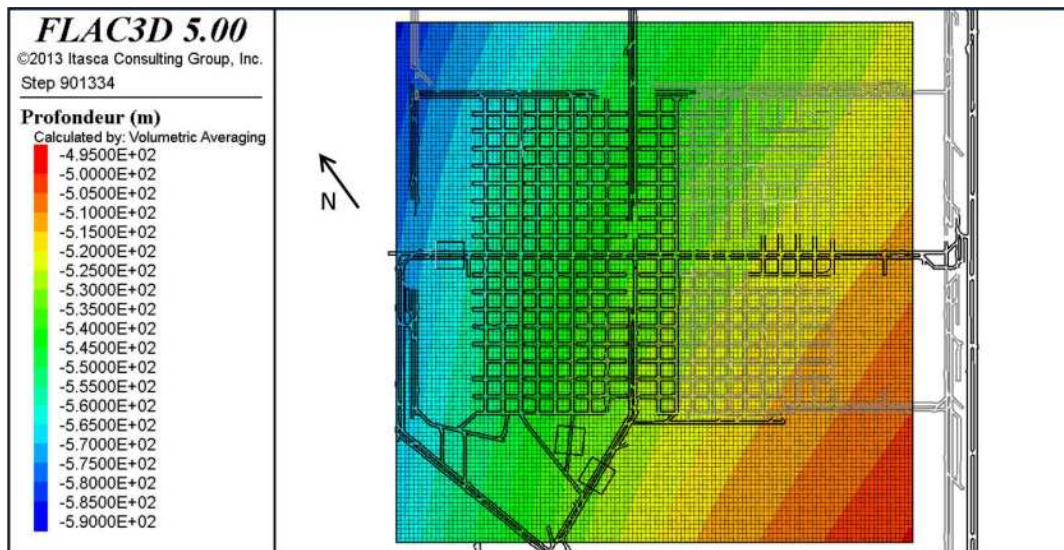 FLAC3D 5.00
©2013 Itasca Consulting Group, Inc.
Step 901334
Profondeur (m)
Calculated by: Volumetric Averaging
-4.9500E+02
-5.0000E+02
-5.0500E+02
-5.1000E+02
-5.1500E+02
-5.2000E+02
-5.2500E+02
-5.3000E+02
-5.3500E+02
-5.4000E+02
-5.4500E+02
-5.5000E+02
-5.5500E+02
-5.6000E+02
-5.6500E+02
-5.7000E+02
-5.7500E+02
-5.8000E+02
-5.8500E+02
-5.9000E+02
N